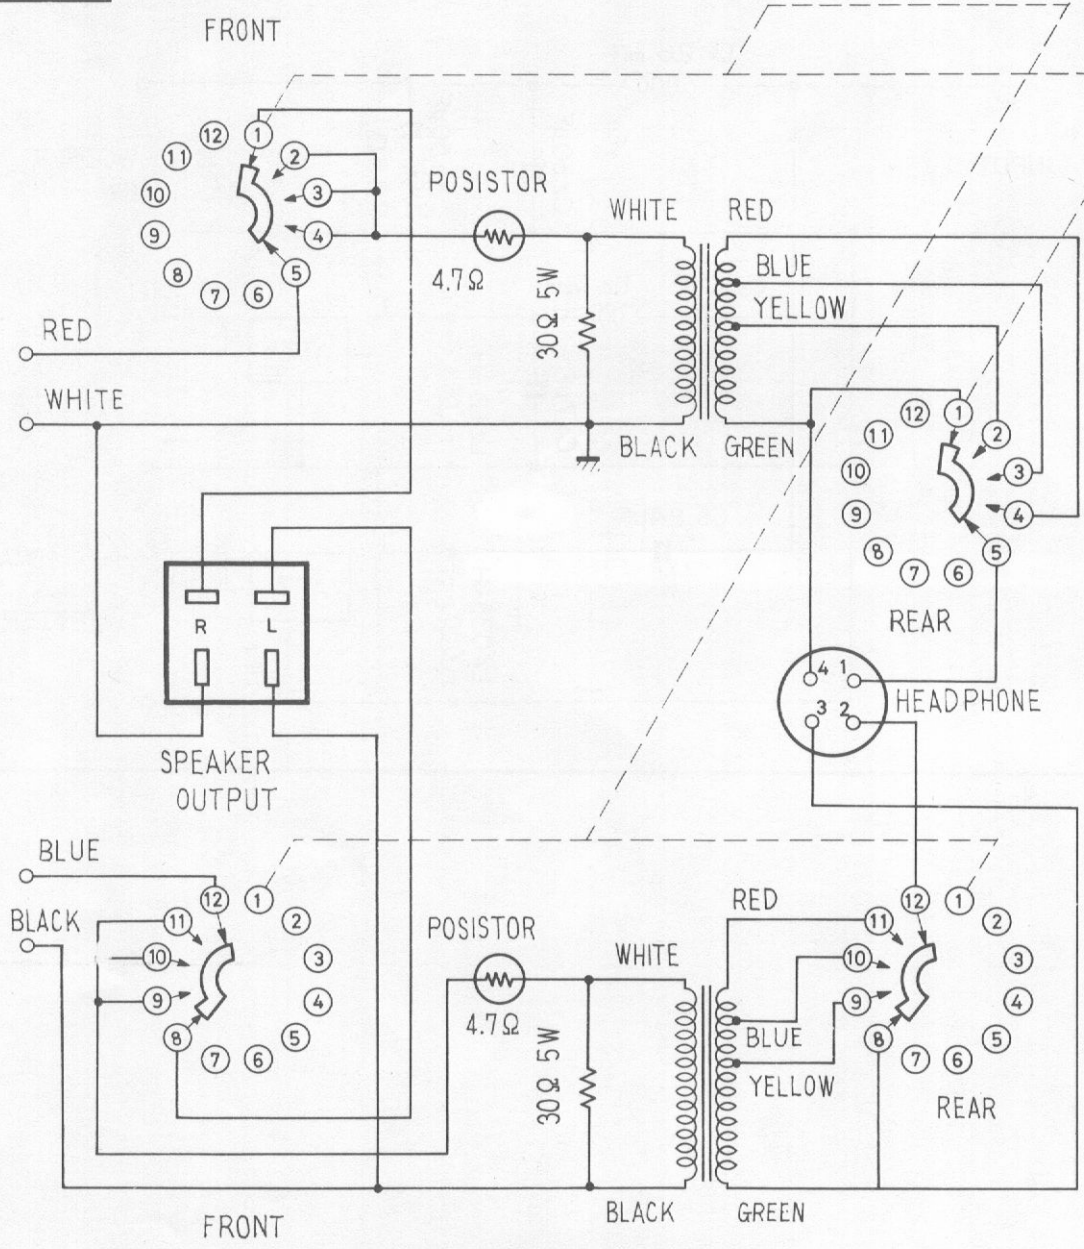 FRONT
12 1
11 2
10 3
9 4
8 5
7 6
POSISTOR
4.7Ω
30Ω 5W
WHITE RED
BLUE
YELLOW
BLACK GREEN
RED
WHITE
12 1
11 2
10 3
9 4
8 5
7 6
REAR
R L
SPEAKER
OUTPUT
4 1
3 2
HEADPHONE
BLUE
BLACK
12 1
11 2
10 3
9 4
8 5
7 6
FRONT
POSISTOR
4.7Ω
30Ω 5W
WHITE RED
BLUE
YELLOW
BLACK GREEN
12 1
11 2
10 3
9 4
8 5
7 6
REAR